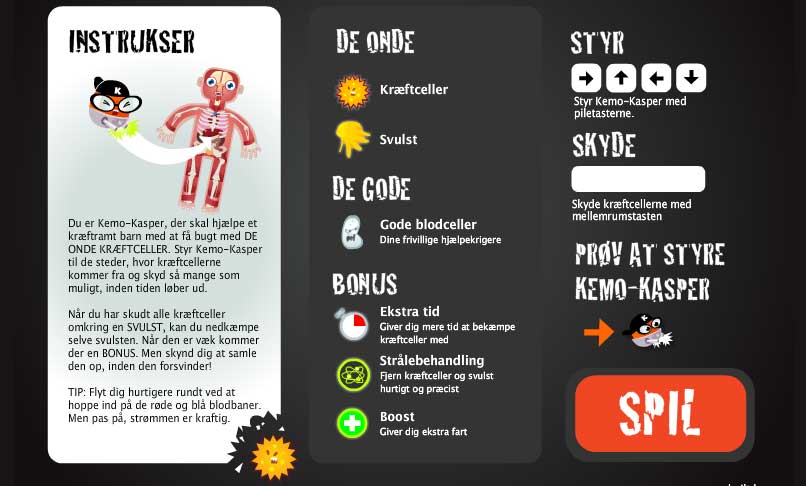 INSTRUKSER
K
Du er Kemo-Kasper, der skal hjælpe et
kræftramt barn med at få bugt med DE
ONDE KRÆFTCELLER. Styr Kemo-Kasper
til de steder, hvor kræftcellerne
kommer fra og skyd så mange som
muligt, inden tiden løber ud.
Når du har skudt alle kræftceller
omkring en SVULST, kan du nedkæmpe
selve svulsten. Når den er væk kommer
der en BONUS. Men skynd dig at samle
den op, inden den forsvinder!
TIP: Flyt dig hurtigere rundt ved at
hoppe ind på de røde og blå blodbaner.
Men pas på, strømmen er kraftig.
DE ONDE
Kræftceller
Svulst
DE GODE
Gode blodceller
Dine frivillige hjælpekrigere
BONUS
Ekstra tid
Giver dig mere tid at bekæmpe
kræftceller med
Strålebehandling
Fjern kræftceller og svulst
hurtigt og præcist
Boost
Giver dig ekstra fart
STYR
Styr Kemo-Kasper med
piletasterne.
SKYDE
Skyde kræftcellerne med
mellemrumstasten
PRØV AT STYRE
KEMO-KASPER
SPIL